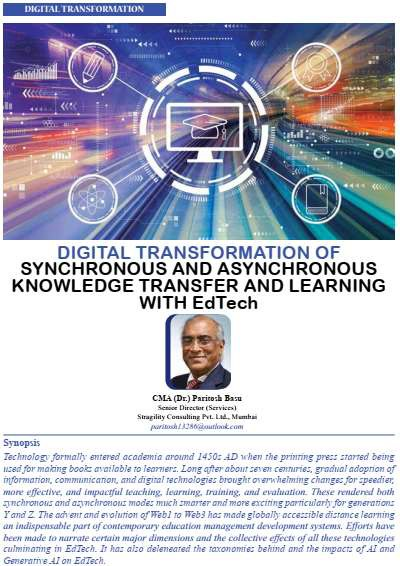 DIGITAL TRANSFORMATION
DIGITAL TRANSFORMATION OF
SYNCHRONOUS AND ASYNCHRONOUS
KNOWLEDGE TRANSFER AND LEARNING
WITH EdTech
CMA (Dr.) Paritosh Basu
Senior Director (Services)
Stragility Consulting Pvt. Ltd., Mumbai
paritosh13286@outlook.com
Synopsis
Technology formally entered academia around 1450s AD when the printing press started being
used for making books available to learners. Long after about seven centuries, gradual adoption of
information, communication, and digital technologies brought overwhelming changes for speedier,
more effective, and impactful teaching, learning, training, and evaluation. These rendered both
synchronous and asynchronous modes much smarter and more exciting particularly for generations
Y and Z. The advent and evolution of Web1 to Web3 has made globally accessible distance learning
an indispensable part of contemporary education management development systems. Efforts have
been made to narrate certain major dimensions and the collective effects of all these technologies
culminating in EdTech. It has also deleneated the taxonomies behind and the impacts of AI and
Generative AI on EdTech.